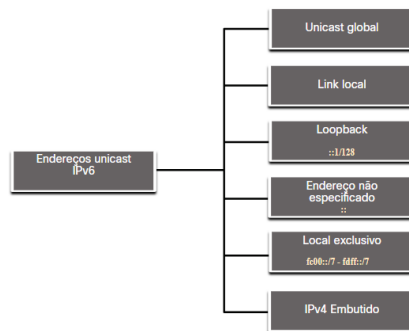 Endereços unicast
IPv6
Unicast global
Link local
Loopback
::1/128
Endereço não
especificado
::
Local exclusivo
fc00::/7 - fdff::/7
IPv4 Embutido